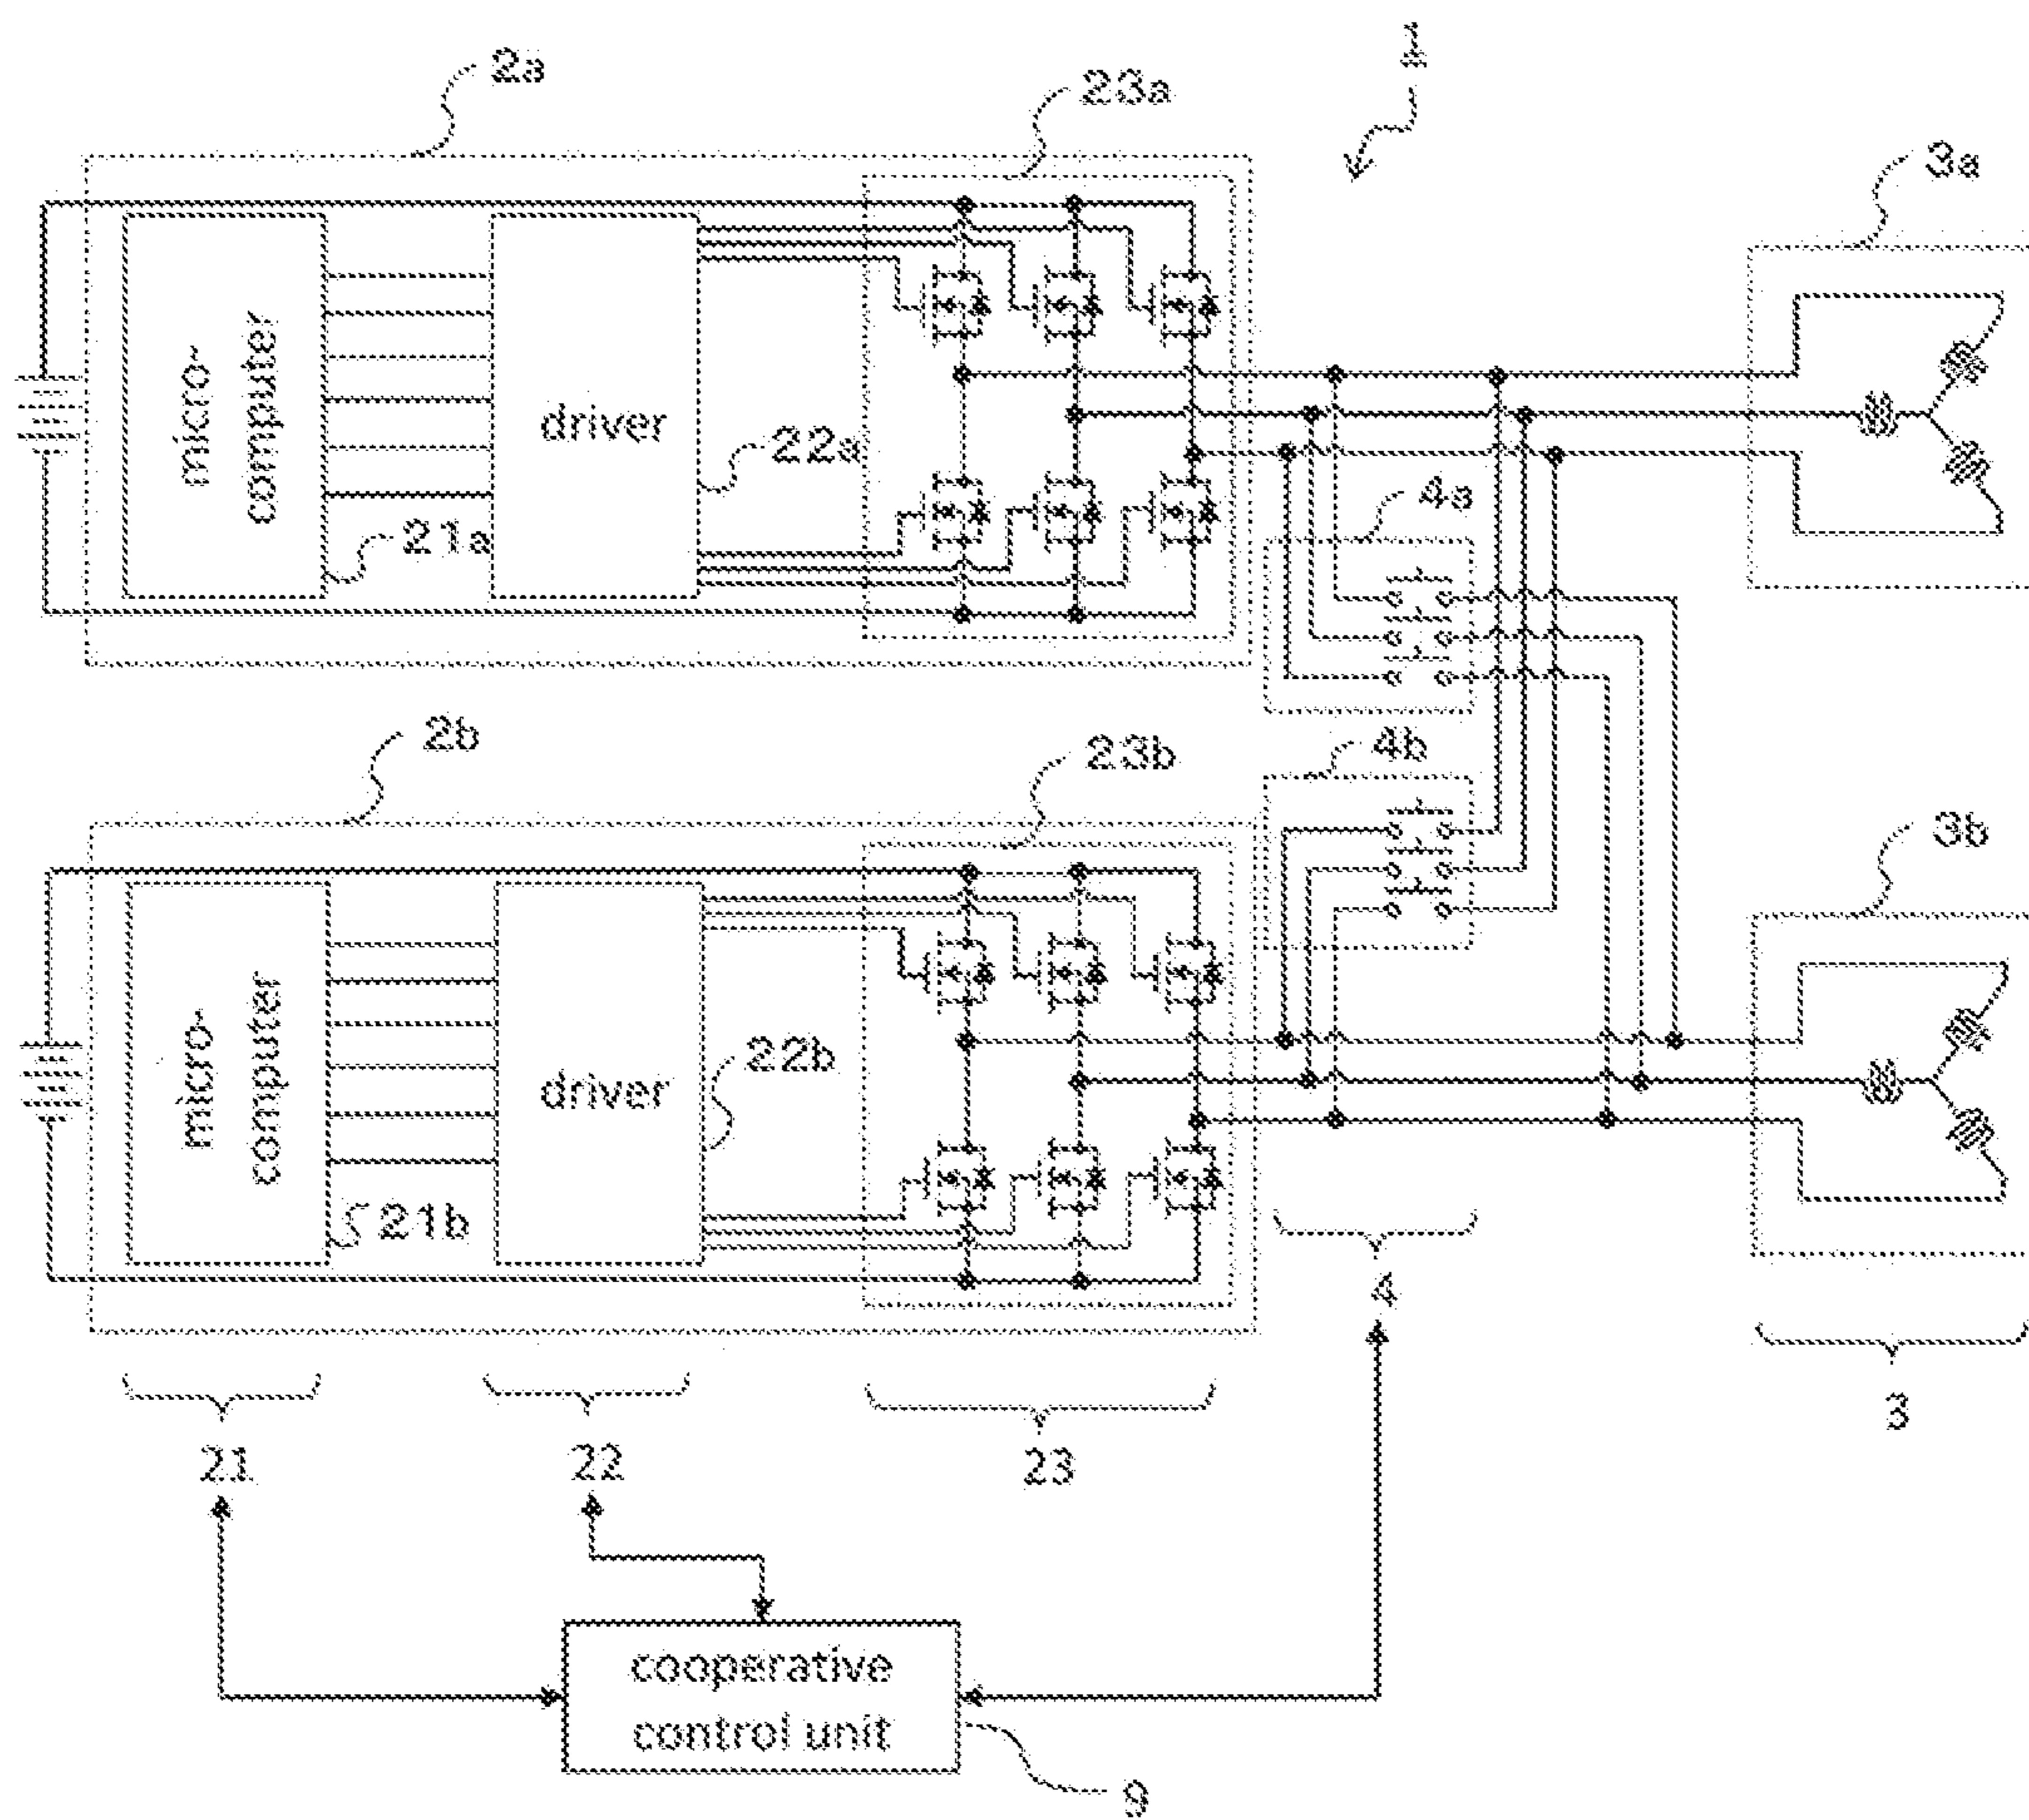 1
2a
23a
3a
micro-
computer
driver
22a
21a
4a
2b
23b
4b
3b
micro-
computer
driver
22b
21b
4
3
21
22
23
cooperative
control unit
9